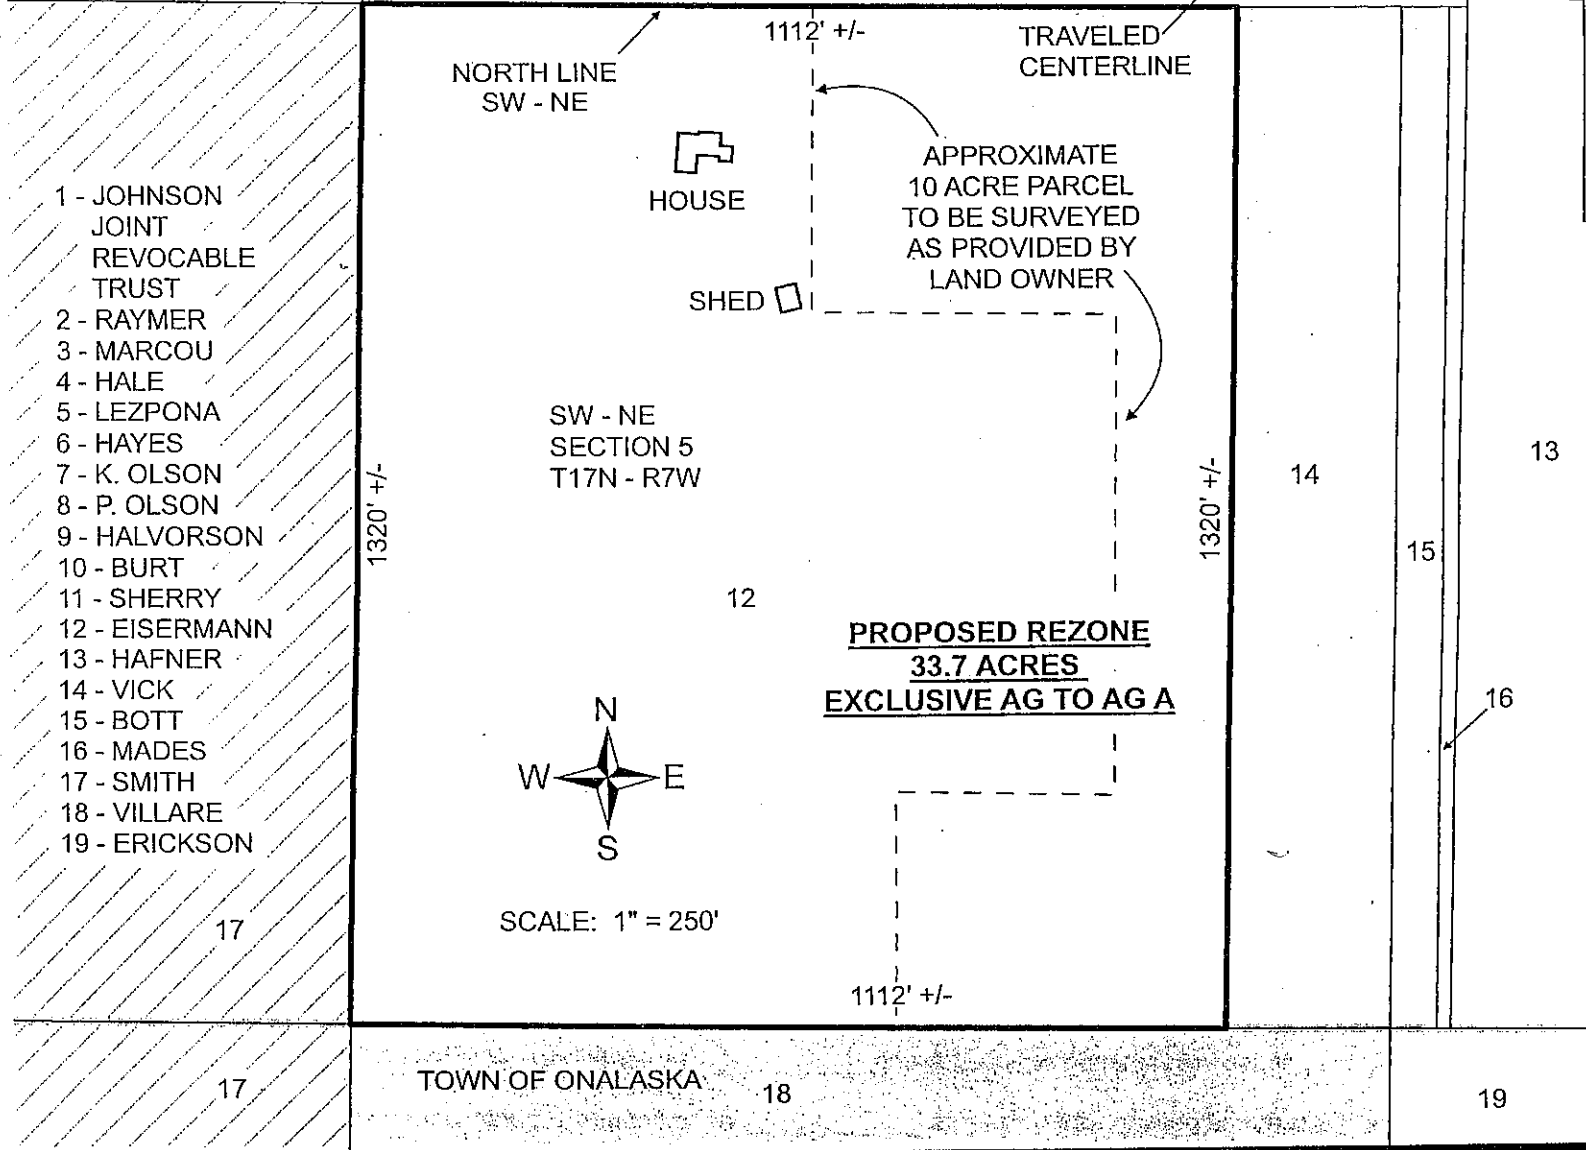 1112' +/-
TRAVELED
CENTERLINE
NORTH LINE
SW - NE
APPROXIMATE
10 ACRE PARCEL
TO BE SURVEYED
AS PROVIDED BY
LAND OWNER
HOUSE
SHED
1 - JOHNSON
JOINT
REVOCABLE
TRUST
2 - RAYMER
3 - MARCOU
4 - HALE
5 - LEZPONA
6 - HAYES
7 - K. OLSON
8 - P. OLSON
9 - HALVORSON
10 - BURT
11 - SHERRY
12 - EISERMANN
13 - HAFNER
14 - VICK
15 - BOTT
16 - MADES
17 - SMITH
18 - VILLARE
19 - ERICKSON
SW - NE
SECTION 5
T17N - R7W
1320' +/-
1320' +/-
14
13
15
12
16
PROPOSED REZONE
33.7 ACRES
EXCLUSIVE AG TO AG A
N
W
E
S
SCALE: 1" = 250'
17
1112' +/-
17
TOWN OF ONALASKA
18
19